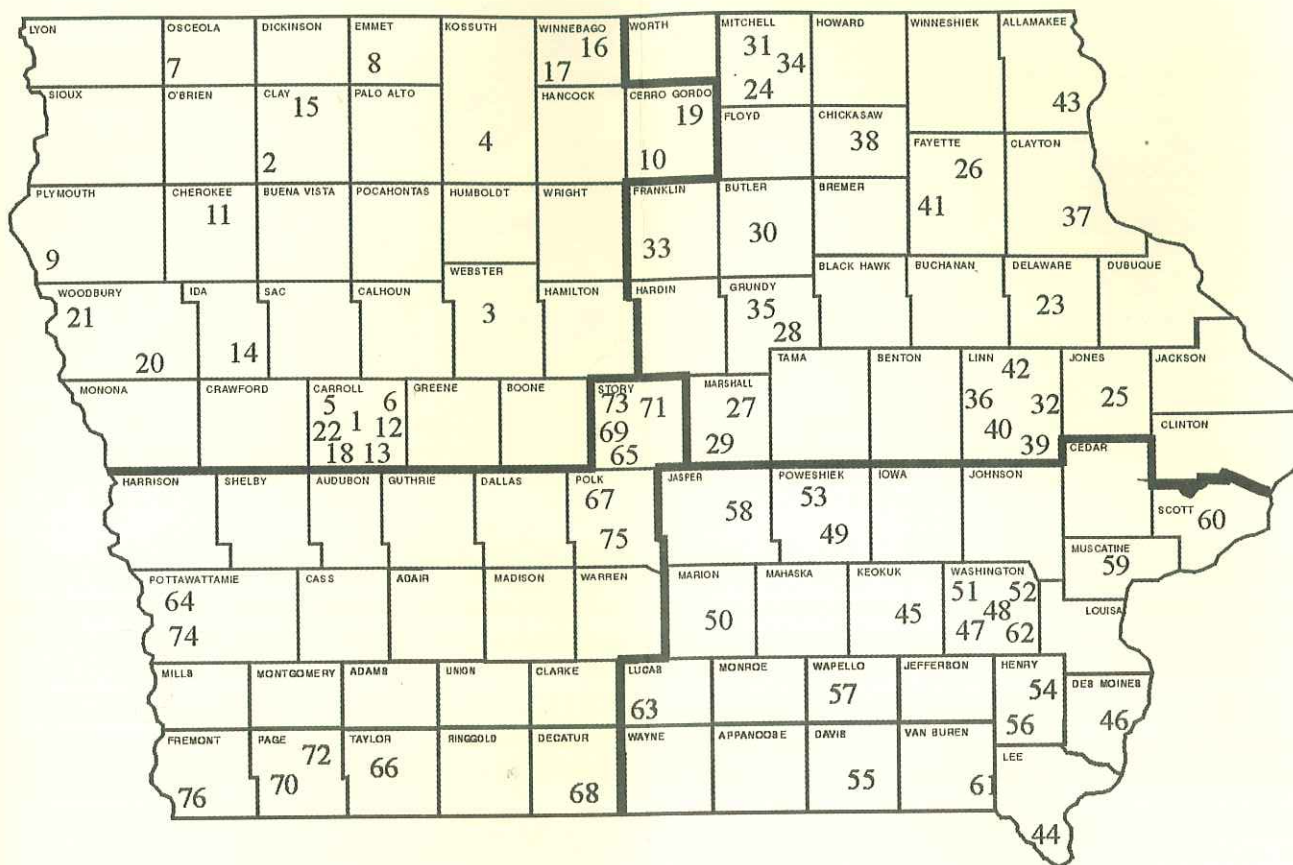 LYON
OSCEOLA
7
DICKINSON
EMMET
8
KOSSUTH
4
WINNEBAGO
16
17
WORTH
MITCHELL
31
34
24
HOWARD
WINNESHIEK
ALLAMAKEE
43
SIOUX
O'BRIEN
CLAY
15
2
PALO ALTO
HANCOCK
CERRO GORDO
19
10
FLOYD
CHICKASAW
38
FAYETTE
26
41
CLAYTON
37
PLYMOUTH
9
CHEROKEE
11
BUENA VISTA
POCAHONTAS
HUMBOLDT
WRIGHT
FRANKLIN
33
BUTLER
30
BREMER
WOODBURY
21
20
IDA
14
SAC
CALHOUN
WEBSTER
3
HAMILTON
HARDIN
GRUNDY
35
28
BLACK HAWK
BUCHANAN
DELAWARE
23
DUBUQUE
MONONA
CRAWFORD
CARROLL
5
6
1
22
12
18
13
GREENE
BOONE
STORY
73
71
69
65
MARSHALL
27
29
TAMA
BENTON
LINN
42
36
32
40
39
JONES
25
JACKSON
CLINTON
CEDAR
HARRISON
SHELBY
AUDUBON
GUTHRIE
DALLAS
POLK
67
75
JASPER
58
POWESHIEK
53
49
IOWA
JOHNSON
SCOTT
60
MUSCATINE
59
POTTAWATTAMIE
64
74
CASS
ADAIR
MADISON
WARREN
MARION
50
MAHASKA
KEOKUK
45
WASHINGTON
51
52
48
47
62
LOUISA
MILLS
MONTGOMERY
ADAMS
UNION
CLARKE
LUCAS
63
MONROE
WAPELLO
57
JEFFERSON
HENRY
54
56
DES MOINES
46
FREMONT
76
PAGE
72
70
TAYLOR
66
RINGGOLD
DECATUR
68
WAYNE
APPANOOSE
DAVIS
55
VAN BUREN
61
LEE
44